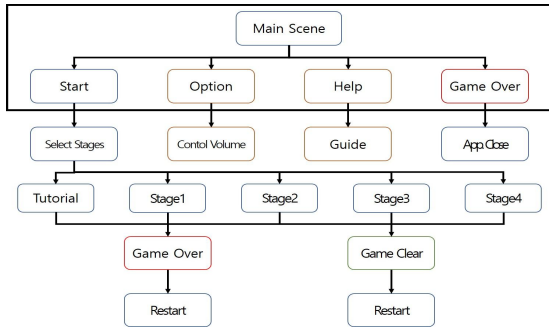 Main Scene
Start
Option
Help
Game Over
Select Stages
Contol Volume
Guide
App.Close
Tutorial
Stage1
Stage2
Stage3
Stage4
Game Over
Game Clear
Restart
Restart